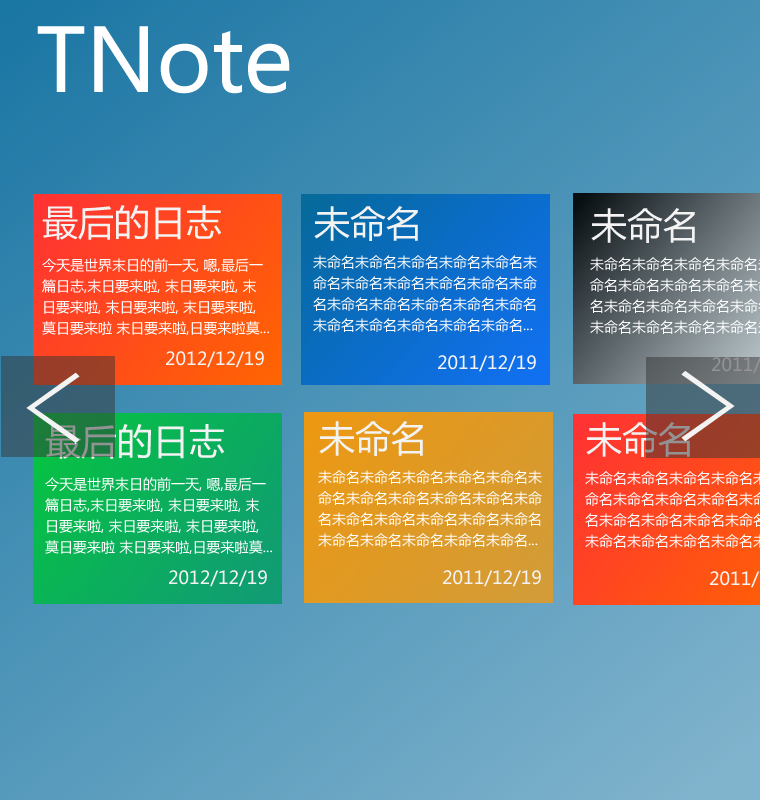 TNote
最后的日志
今天是世界末日的前一天, 嗯,最后一
篇日志,末日要来啦, 末日要来啦, 末
日要来啦, 末日要来啦, 末日要来啦,
莫日要来啦 末日要来啦,日要来啦莫...
2012/12/19
未命名
未命名未命名未命名未命名未命名未
命名未命名未命名未命名未命名未命
名未命名未命名未命名未命名未命名
未命名未命名未命名未命名未命名...
2011/12/19
未命名
未命名未命名未命名未命名
命名未命名未命名未命名未
名未命名未命名未命名未命
未命名未命名未命名未命名
2011/
最后的日志
今天是世界末日的前一天, 嗯,最后一
篇日志,末日要来啦, 末日要来啦, 末
日要来啦, 末日要来啦, 末日要来啦,
莫日要来啦 末日要来啦,日要来啦莫...
2012/12/19
未命名
未命名未命名未命名未命名未命名未
命名未命名未命名未命名未命名未命
名未命名未命名未命名未命名未命名
未命名未命名未命名未命名未命名...
2011/12/19
未命名
未命名未命名未命名未命名
命名未命名未命名未命名未
名未命名未命名未命名未命
未命名未命名未命名未命名
2011/